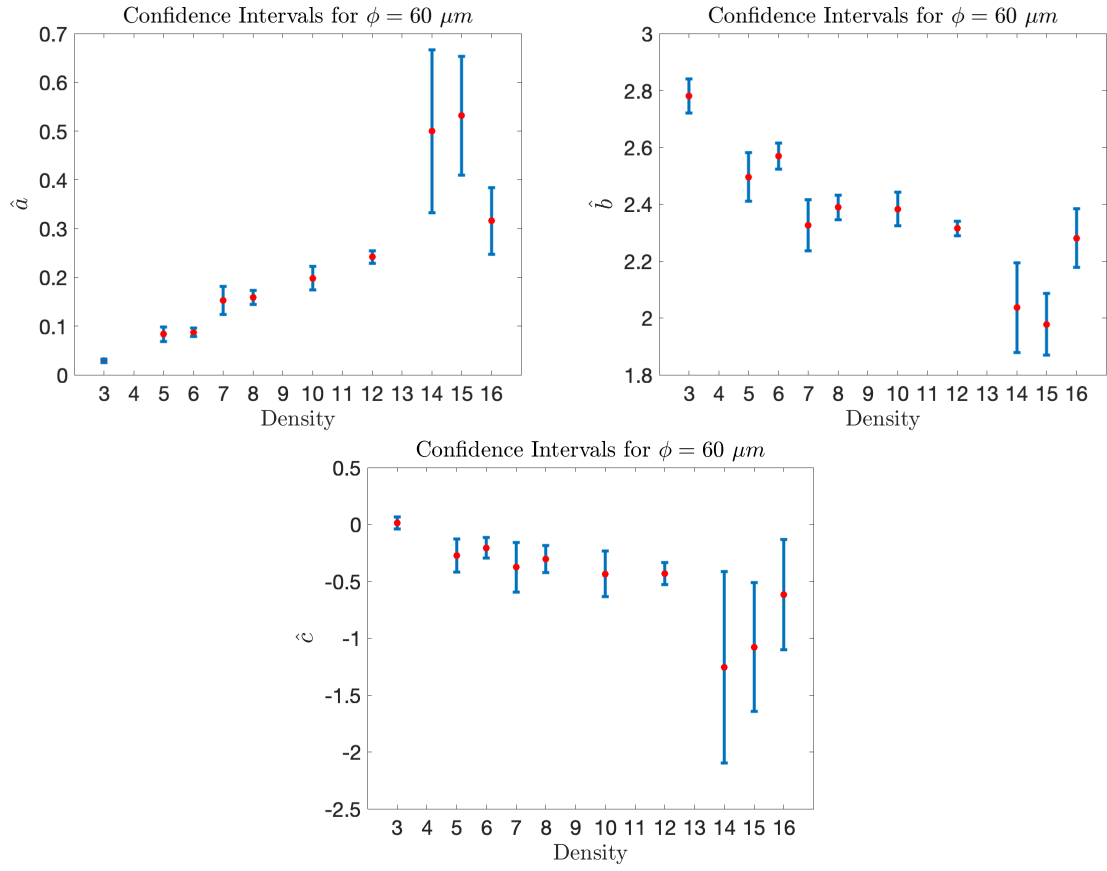 Confidence Intervals for ϕ = 60 μm
0.7
0.6
0.5
0.4
0.3
0.2
0.1
0
â
3 4 5 6 7 8 9 10 11 12 13 14 15 16
Density
Confidence Intervals for ϕ = 60 μm
3
2.8
2.6
2.4
2.2
2
1.8
b̂
3 4 5 6 7 8 9 10 11 12 13 14 15 16
Density
Confidence Intervals for ϕ = 60 μm
0.5
0
-0.5
-1
-1.5
-2
-2.5
ĉ
3 4 5 6 7 8 9 10 11 12 13 14 15 16
Density